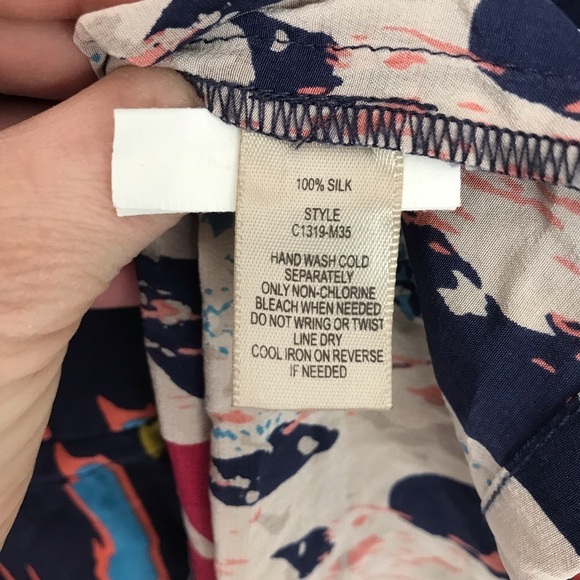 100% SILK
STYLE
C1319-M35
HAND WASH COLD
SEPARATELY
ONLY NON-CHLORINE
BLEACH WHEN NEEDED
DO NOT WRING OR TWIST
LINE DRY
COOL IRON ON REVERSE
IF NEEDED